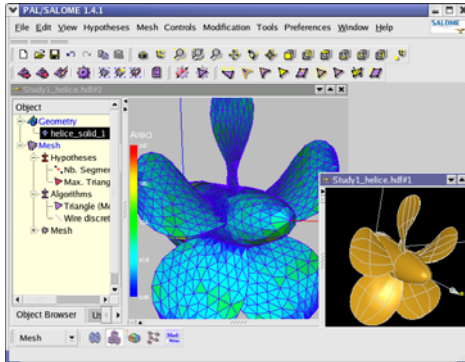 PAL/SALOME 1.4.1
File Edit View Hypotheses Mesh Controls Modification Tools Preferences Window Help
SALOME
Study1_helice.hdf#2
Object
Geometry
helice_solid_1
Mesh
Hypotheses
Nb. Segmer
Max. Triang
Algorithms
Triangle (Me
Wire discret
Mesh
Object Browser
Area
Study1_helice.hdf#1
Mesh